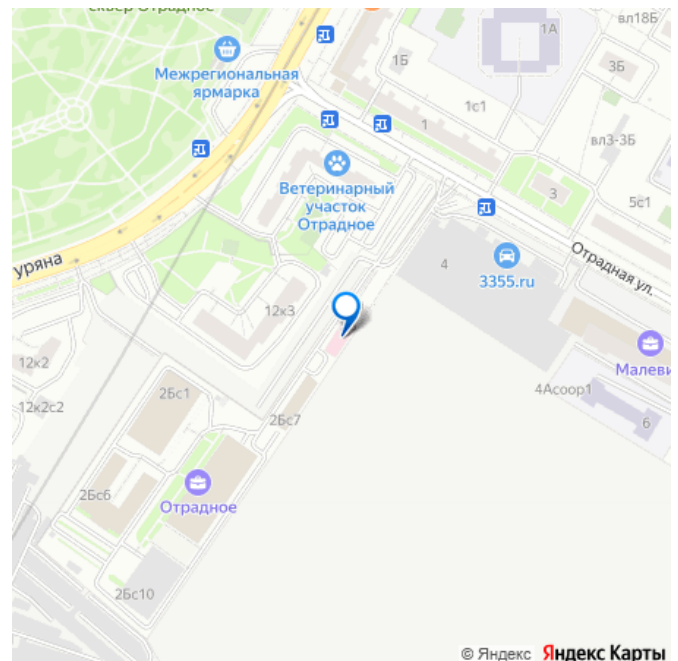 сквер Отрадное
Межрегиональная
ярмарка
1А
вл18Б
1Б
3Б
1с1
1
вл3-3Б
Ветеринарный
участок
Отрадное
3
5с1
Отрадная ул.
уряна
4
3355.ru
12к3
Малеви
12к2
4Асоор1
2Бс1
12к2с2
6
2Бс7
2Бс6
Отрадное
2Бс10
© Яндекс Яндекс Карты